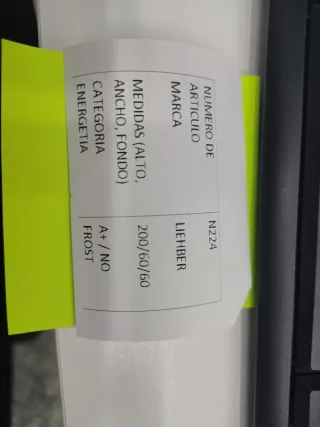 NUMERO DE
ARTICULO
N224
MARCA
LIEHBER
MEDIDAS (ALTO,
ANCHO, FONDO)
200/60/60
CATEGORIA
ENERGETIA
A+ / NO
FROST